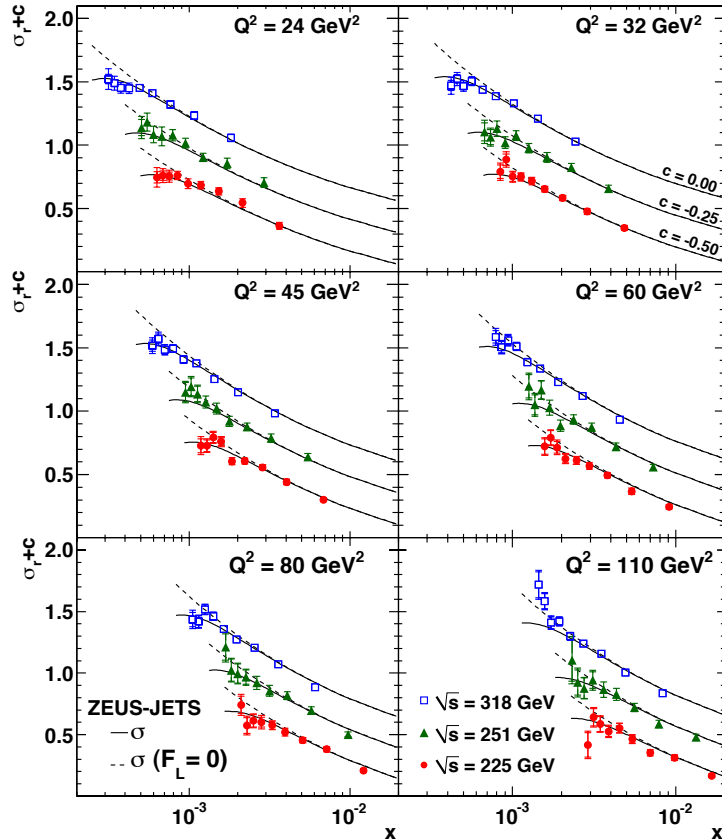 σr+c
Q² = 24 GeV²
Q² = 32 GeV²
2.0
1.5
1.0
0.5
c = 0.00
c = -0.25
c = -0.50
σr+c
Q² = 45 GeV²
Q² = 60 GeV²
2.0
1.5
1.0
0.5
σr+c
Q² = 80 GeV²
Q² = 110 GeV²
2.0
1.5
1.0
0.5
ZEUS-JETS
σ
σ (F_L= 0)
√s = 318 GeV
√s = 251 GeV
√s = 225 GeV
10⁻³
10⁻²
x
10⁻³
10⁻²
x